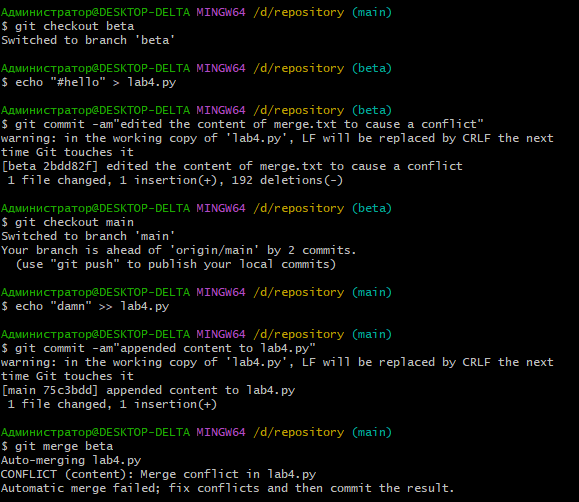 Администратор@DESKTOP-DELTA MINGW64 /d/repository (main)
$ git checkout beta
Switched to branch 'beta'
Администратор@DESKTOP-DELTA MINGW64 /d/repository (beta)
$ echo "#hello" > lab4.py
Администратор@DESKTOP-DELTA MINGW64 /d/repository (beta)
$ git commit -am"edited the content of merge.txt to cause a conflict"
warning: in the working copy of 'lab4.py', LF will be replaced by CRLF the next
time Git touches it
[beta 2bdd82f] edited the content of merge.txt to cause a conflict
 1 file changed, 1 insertion(+), 192 deletions(-)
Администратор@DESKTOP-DELTA MINGW64 /d/repository (beta)
$ git checkout main
Switched to branch 'main'
Your branch is ahead of 'origin/main' by 2 commits.
  (use "git push" to publish your local commits)
Администратор@DESKTOP-DELTA MINGW64 /d/repository (main)
$ echo "damn" >> lab4.py
Администратор@DESKTOP-DELTA MINGW64 /d/repository (main)
$ git commit -am"appended content to lab4.py"
warning: in the working copy of 'lab4.py', LF will be replaced by CRLF the next
time Git touches it
[main 75c3bdd] appended content to lab4.py
 1 file changed, 1 insertion(+)
Администратор@DESKTOP-DELTA MINGW64 /d/repository (main)
$ git merge beta
Auto-merging lab4.py
CONFLICT (content): Merge conflict in lab4.py
Automatic merge failed; fix conflicts and then commit the result.